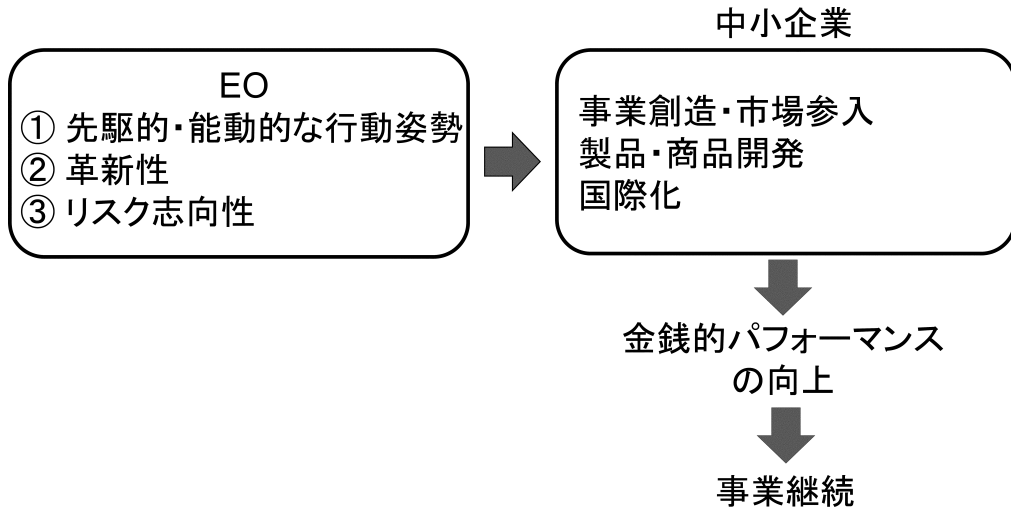 EO
① 先駆的・能動的な行動姿勢
② 革新性
③ リスク志向性
中小企業
事業創造・市場参入
製品・商品開発
国際化
金銭的パフォーマンス
の向上
事業継続